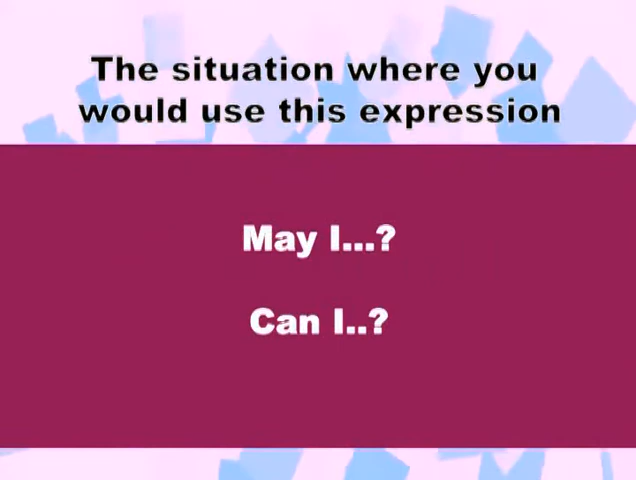 The situation where you
would use this expression
May I...?
Can I..?